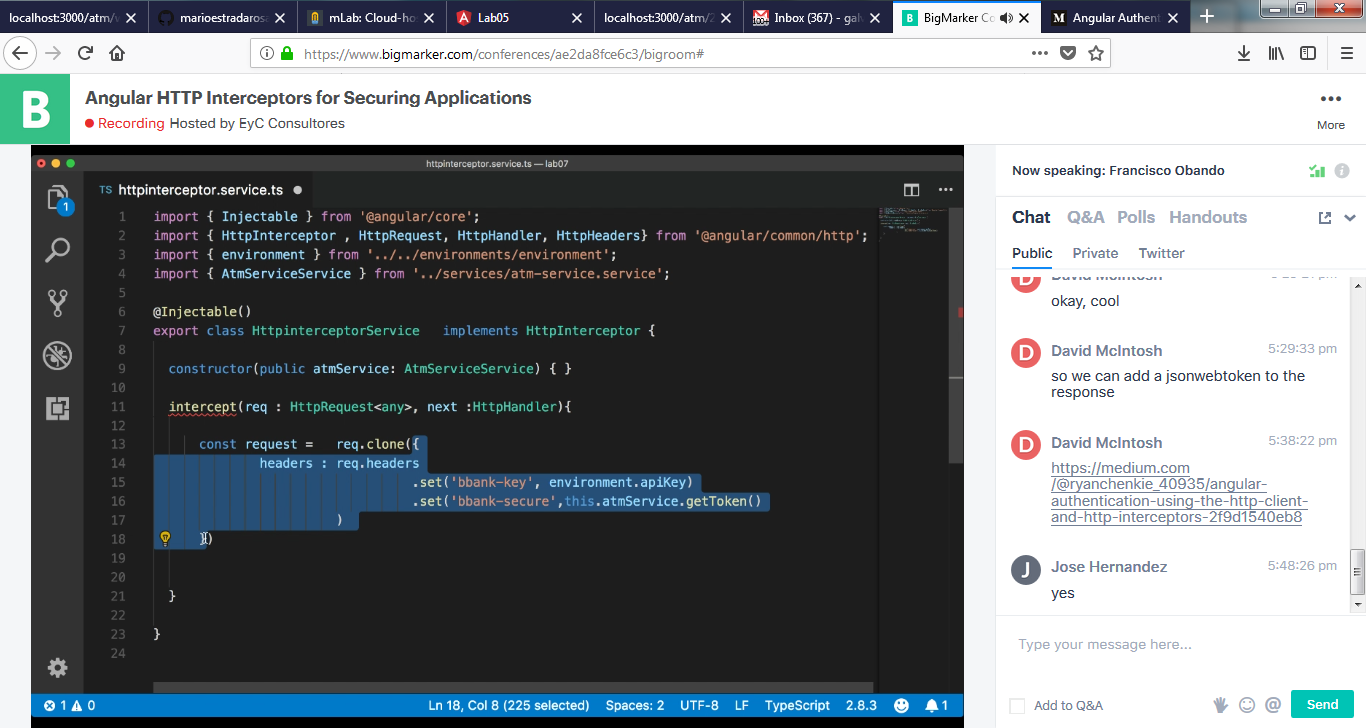 localhost:3000/atm/v
marioestradarosa
mLab: Cloud-ho
Lab05
localhost:3000/atm/2
Inbox (367) - gal
BigMarker Co
Angular Authent
https://www.bigmarker.com/conferences/ae2da8fce6c3/bigroom#
B
Angular HTTP Interceptors for Securing Applications
Recording Hosted by EyC Consultores
More
httpinterceptor.service.ts — lab07
TS httpinterceptor.service.ts
1 import { Injectable } from '@angular/core';
2 import { HttpInterceptor , HttpRequest, HttpHandler, HttpHeaders} from '@angular/common/http';
3 import { environment } from '../../environments/environment';
4 import { AtmServiceService } from '../services/atm-service.service';
5
6 @Injectable()
7 export class HttpinterceptorService   implements HttpInterceptor {
8
9   constructor(public atmService: AtmServiceService) { }
10
11   intercept(req : HttpRequest<any>, next :HttpHandler){
12
13       const request =   req.clone({
14               headers : req.headers
15                                   .set('bbank-key', environment.apiKey)
16                                   .set('bbank-secure',this.atmService.getToken()
17                         )
18       })
19
20
21   }
22
23 }
24
1
1 0
Ln 18, Col 8 (225 selected) Spaces: 2 UTF-8 LF TypeScript 2.8.3 1
Now speaking: Francisco Obando
Chat Q&A Polls Handouts
Public Private Twitter
David McIntosh
okay, cool
D
David McIntosh 5:29:33 pm
so we can add a jsonwebtoken to the
response
D
David McIntosh 5:38:22 pm
https://medium.com
/@ryanchenkie_40935/angular-
authentication-using-the-http-client-
and-http-interceptors-2f9d1540eb8
J
Jose Hernandez 5:48:26 pm
yes
Type your message here...
Add to Q&A
Send